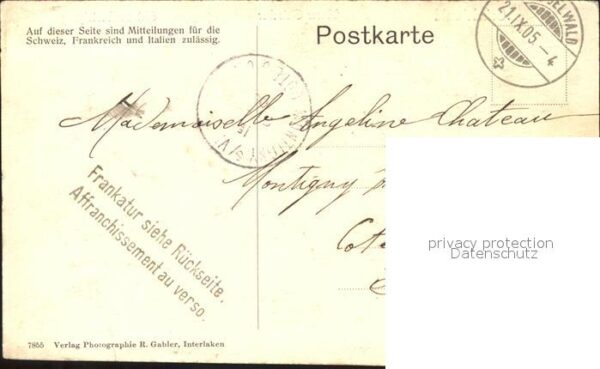 Auf dieser Seite sind Mitteilungen für die
Schweiz, Frankreich und Italien zulässig.
Postkarte
21.IX.05.-4
Mademoiselle Angeline Chateau
Montigny
Cote
Frankatur siehe Rückseite.
Affranchissement au verso.
privacy protection
Datenschutz
7855 Verlag Photographie R. Gabler, Interlaken